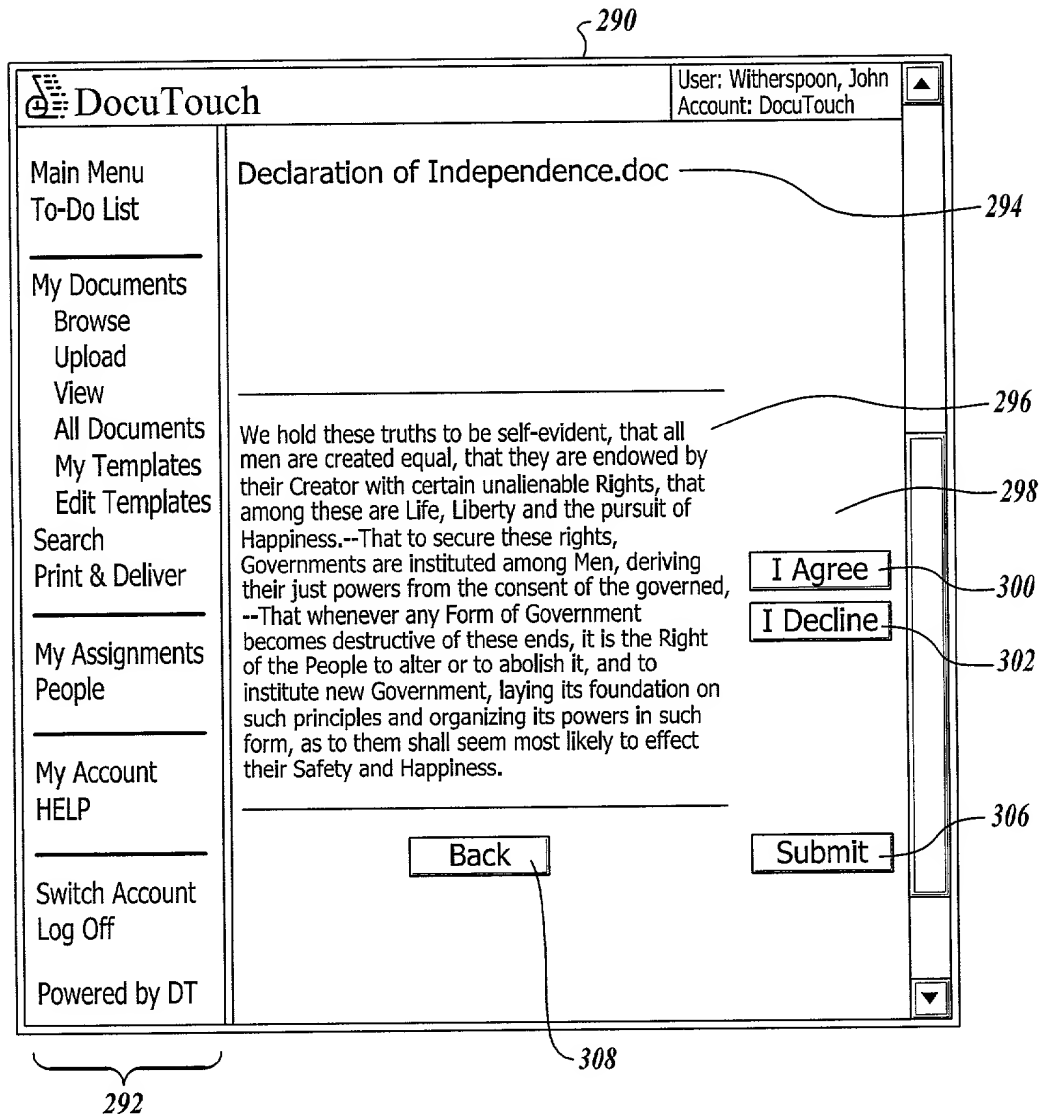 290
DocuTouch
User: Witherspoon, John
Account: DocuTouch
Main Menu
To-Do List
My Documents
Browse
Upload
View
All Documents
My Templates
Edit Templates
Search
Print & Deliver
My Assignments
People
My Account
HELP
Switch Account
Log Off
Powered by DT
292
Declaration of Independence.doc
294
We hold these truths to be self-evident, that all
men are created equal, that they are endowed by
their Creator with certain unalienable Rights, that
among these are Life, Liberty and the pursuit of
Happiness.--That to secure these rights,
Governments are instituted among Men, deriving
their just powers from the consent of the governed,
--That whenever any Form of Government
becomes destructive of these ends, it is the Right
of the People to alter or to abolish it, and to
institute new Government, laying its foundation on
such principles and organizing its powers in such
form, as to them shall seem most likely to effect
their Safety and Happiness.
296
298
I Agree
300
I Decline
302
Back
308
Submit
306